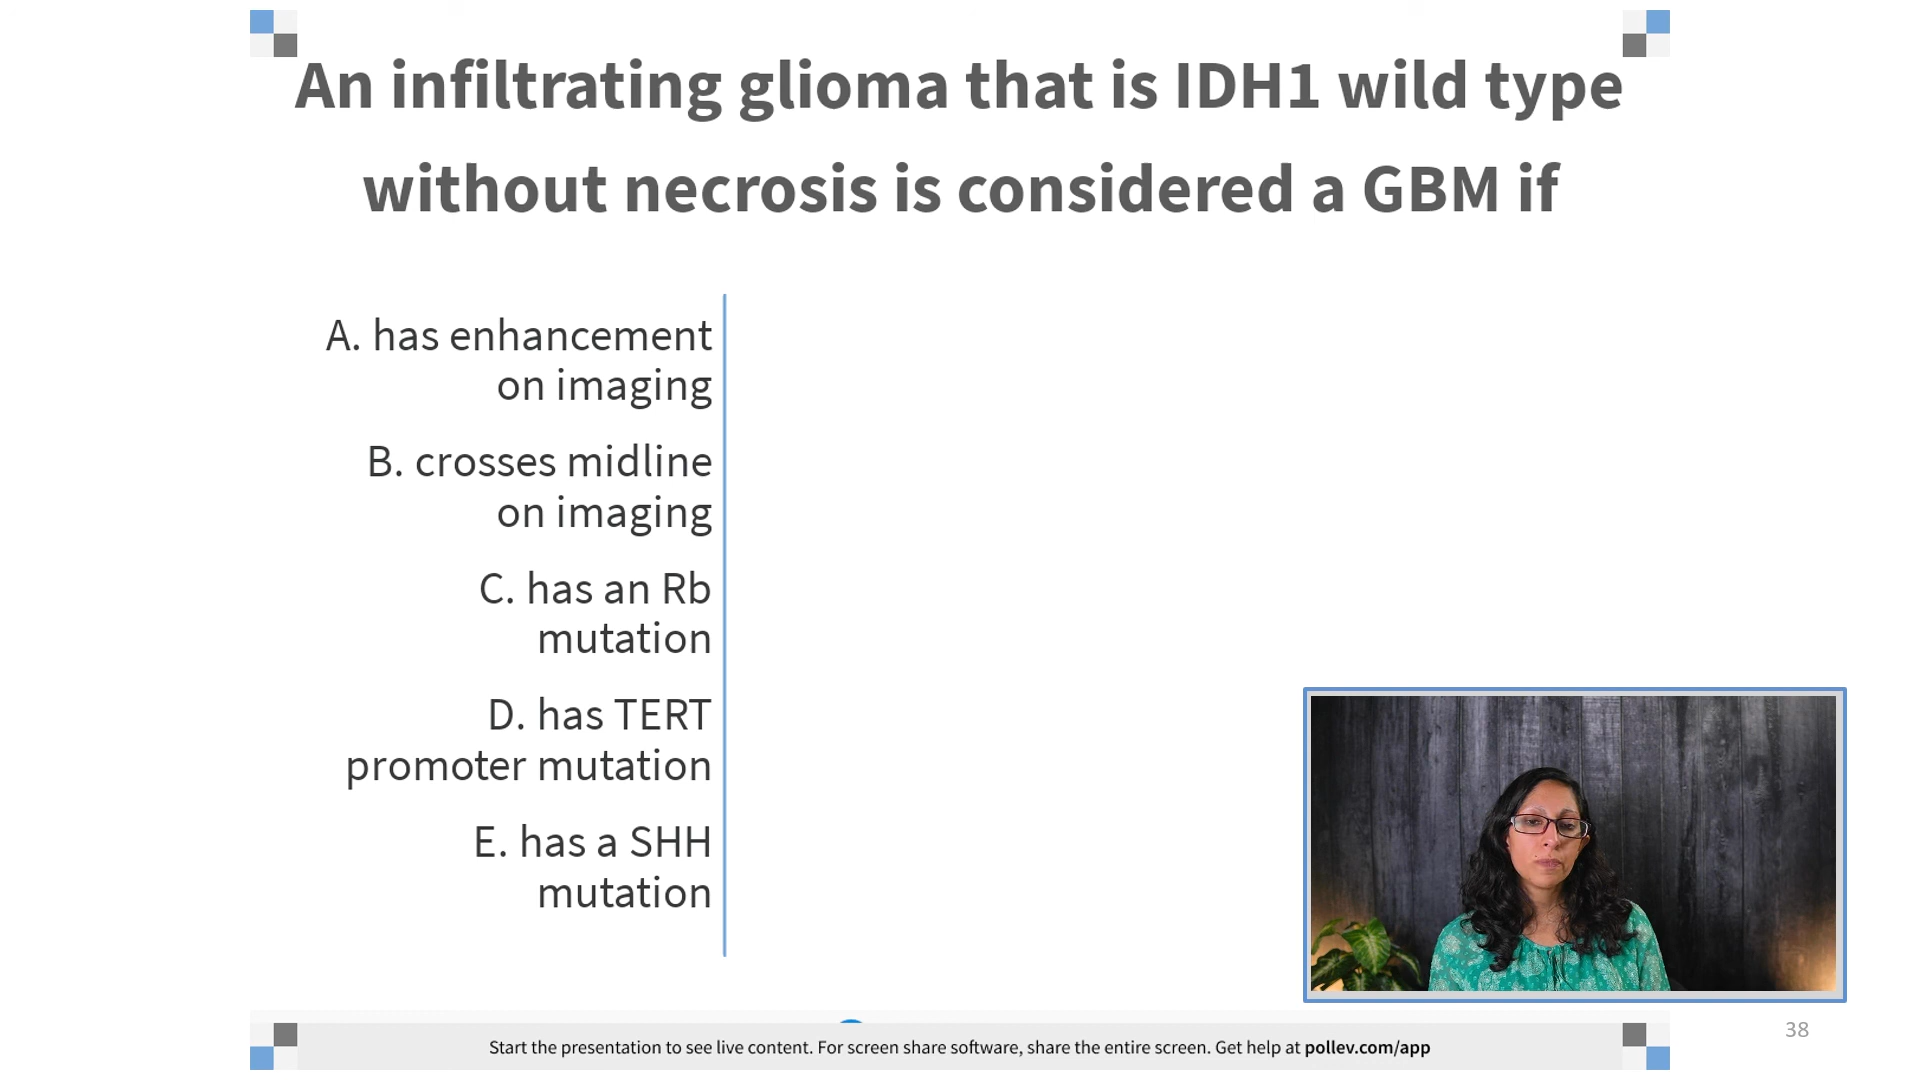 An infiltrating glioma that is IDH1 wild type
without necrosis is considered a GBM if
A. has enhancement
on imaging
B. crosses midline
on imaging
C. has an Rb
mutation
D. has TERT
promoter mutation
E. has a SHH
mutation
Start the presentation to see live content. For screen share software, share the entire screen. Get help at pollev.com/app
38